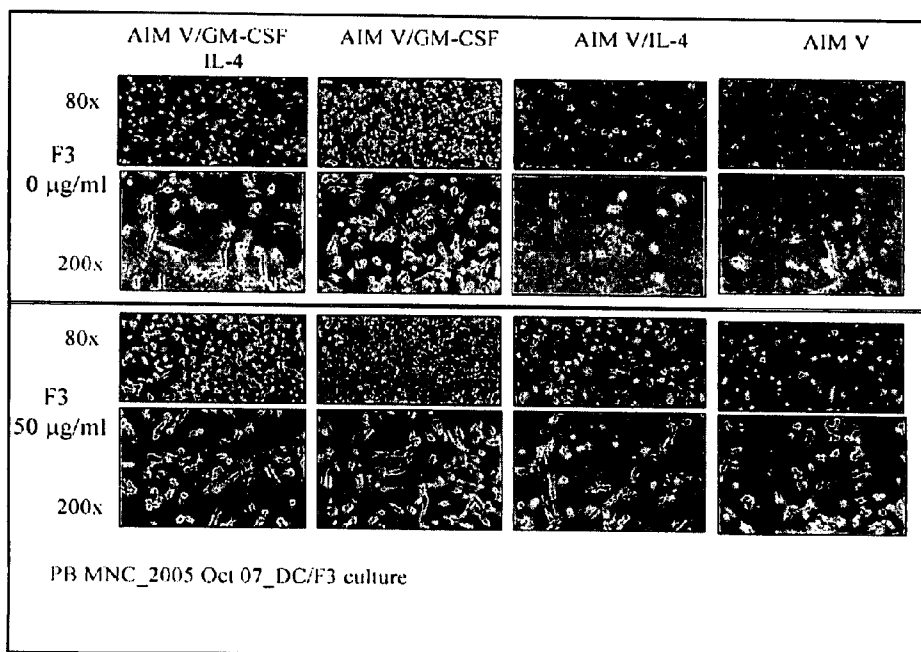 AIM V/GM-CSF IL-4
AIM V/GM-CSF
AIM V/IL-4
AIM V
80x
F3
0 µg/ml
200x
80x
F3
50 µg/ml
200x
PB MNC_2005 Oct 07_DC/F3 culture